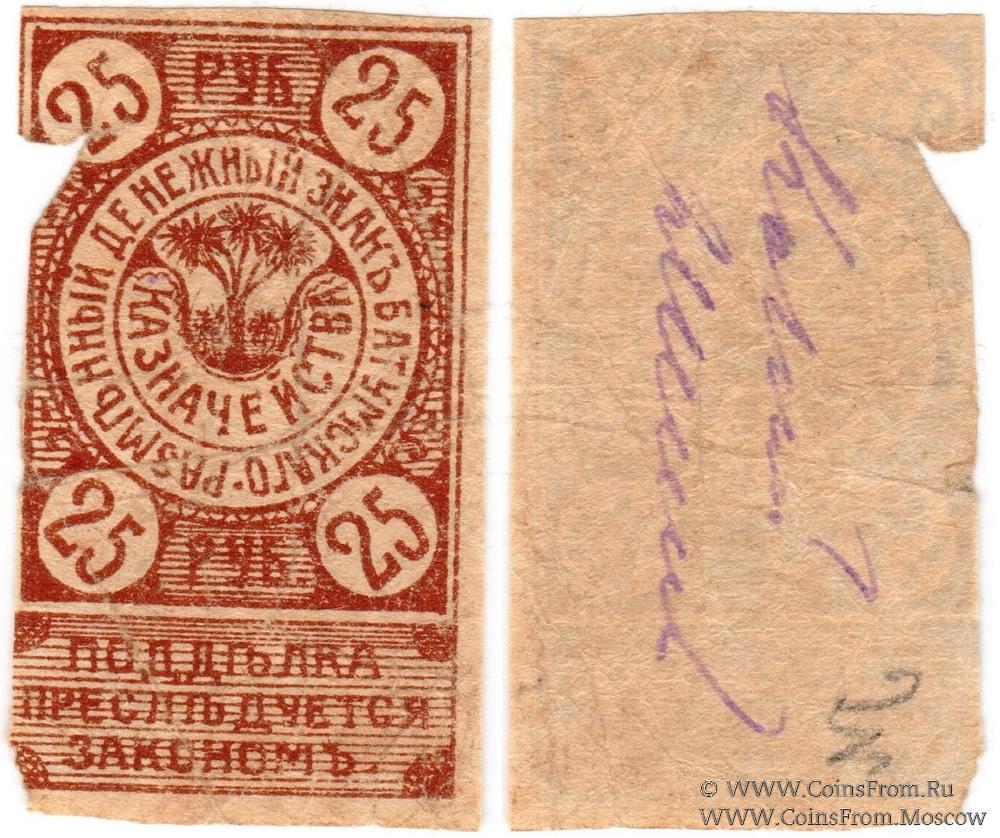 25 РУБ. 25
РАЗМѢННЫЙ ДЕНЕЖНЫЙ ЗНАКЪ БАТУМСКАГО
КАЗНАЧЕЙСТВА
25 РУБ. 25
ПОДДѢЛКА
ПРЕСЛѢДУЕТСЯ
ЗАКОНОМЪ.
© WWW.CoinsFrom.Ru
WWW.CoinsFrom.Moscow